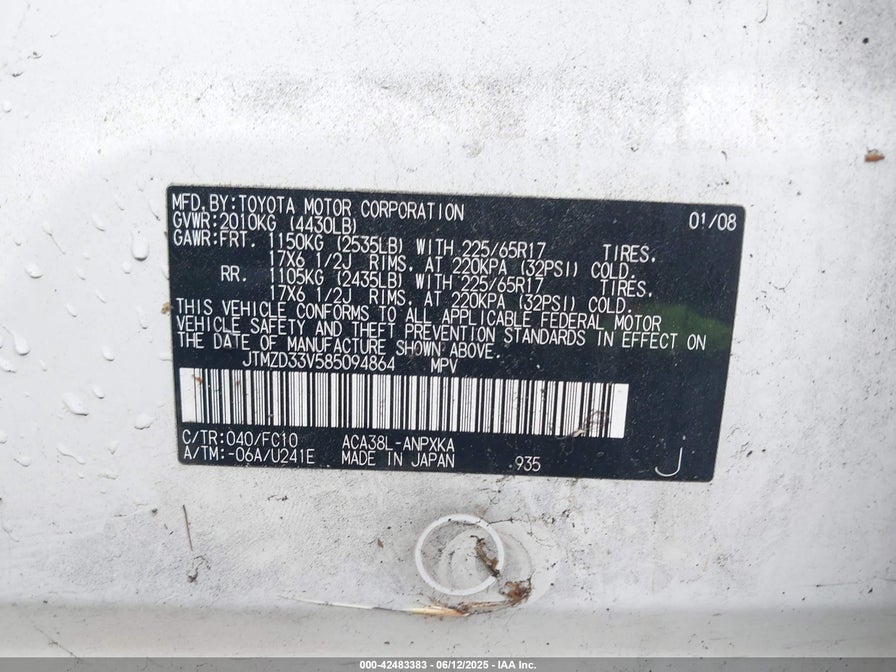 MFD.BY:TOYOTA MOTOR CORPORATION 01/08
GVWR:2010KG (4430LB)
GAWR:FRT. 1150KG (2535LB) WITH 225/65R17 TIRES.
17X6 1/2J RIMS. AT 220KPA (32PSI) COLD.
RR. 1105KG (2435LB) WITH 225/65R17 TIRES,
17X6 1/2J RIMS. AT 220KPA (32PSI) COLD.
THIS VEHICLE CONFORMS TO ALL APPLICABLE FEDERAL MOTOR
VEHICLE SAFETY AND THEFT PREVENTION STANDARDS IN EFFECT ON
THE DATE OF MANUFACTURE SHOWN ABOVE.
JTMZD33V585094864 MPV
C/TR:040/FC10 ACA38L-ANPXKA
A/TM:-06A/U241E MADE IN JAPAN 935 J
000-42483383 - 06/12/2025 - IAA Inc.